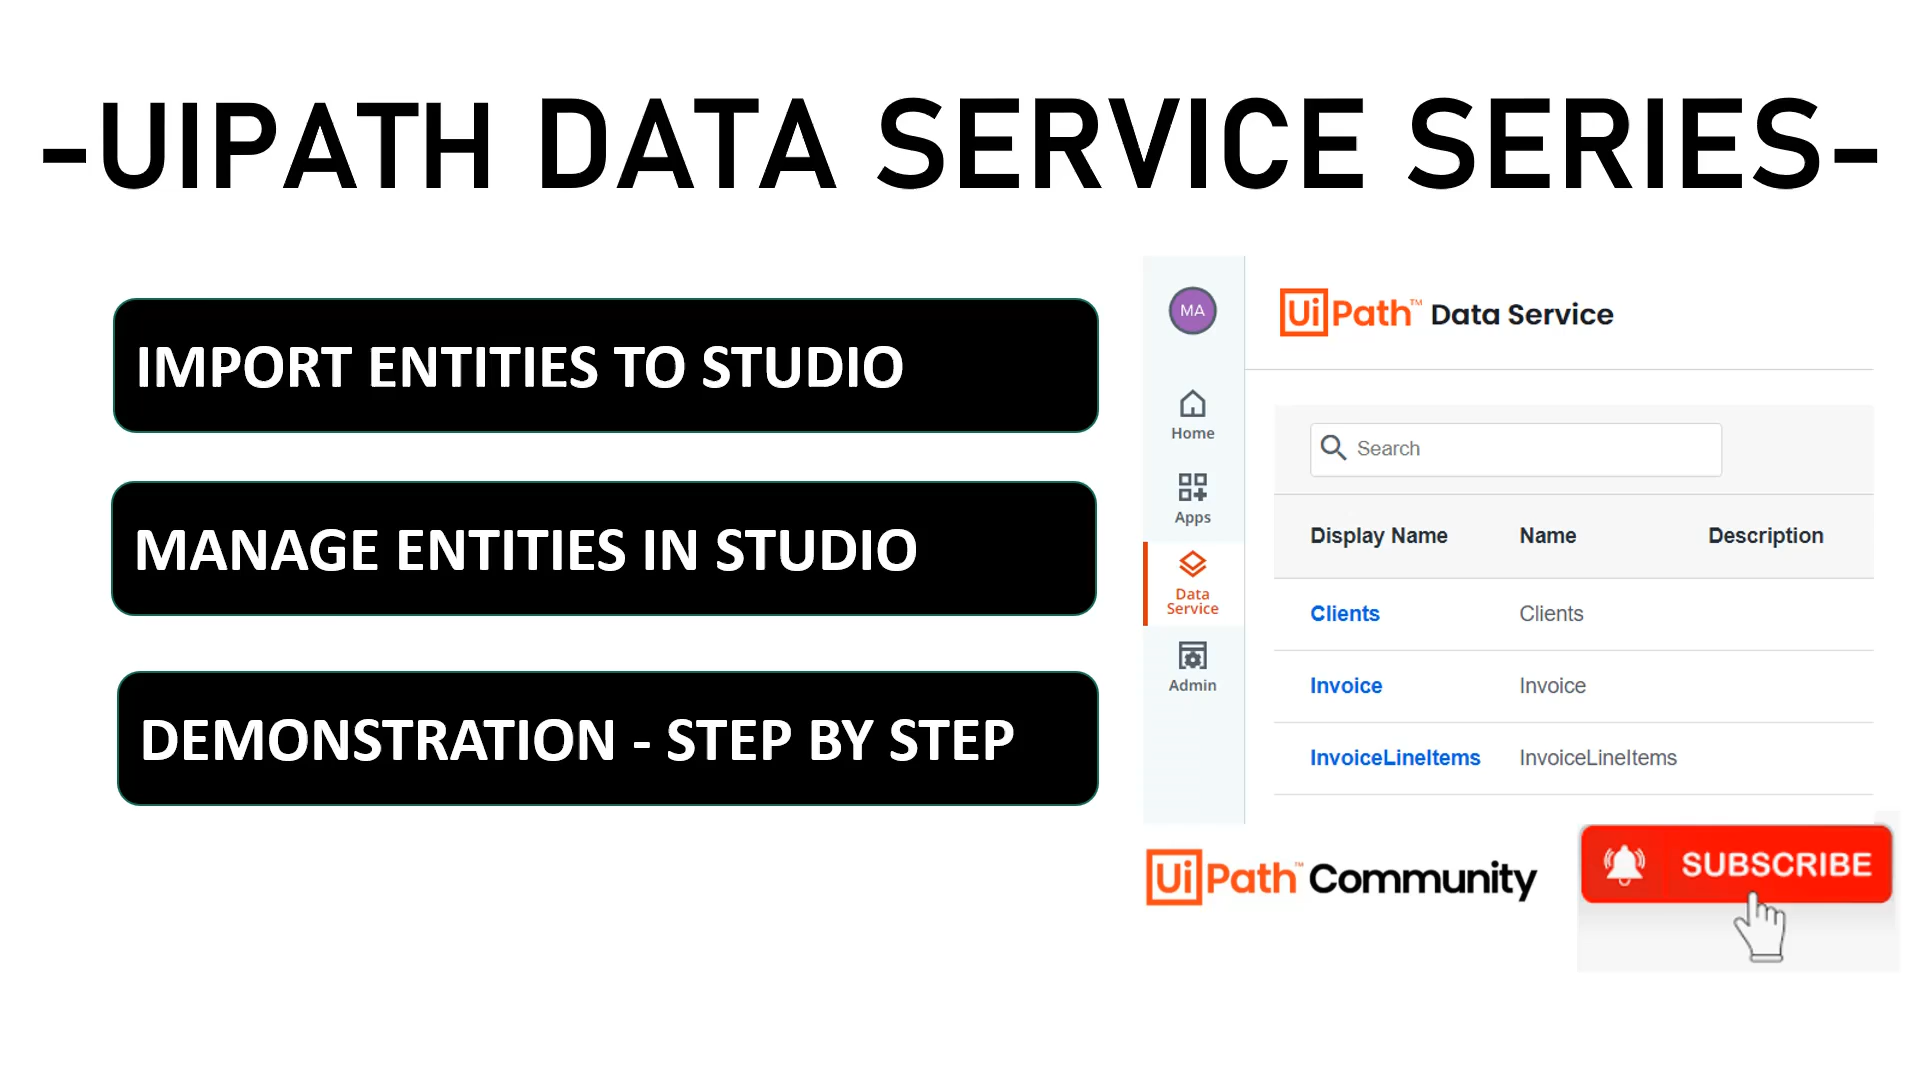 -UIPATH DATA SERVICE SERIES-
IMPORT ENTITIES TO STUDIO
MANAGE ENTITIES IN STUDIO
DEMONSTRATION - STEP BY STEP
MA
Home
Apps
Data
Service
Admin
UiPath™ Data Service
Search
Display Name Name Description
Clients Clients
Invoice Invoice
InvoiceLineItems InvoiceLineItems
UiPath™ Community
SUBSCRIBE